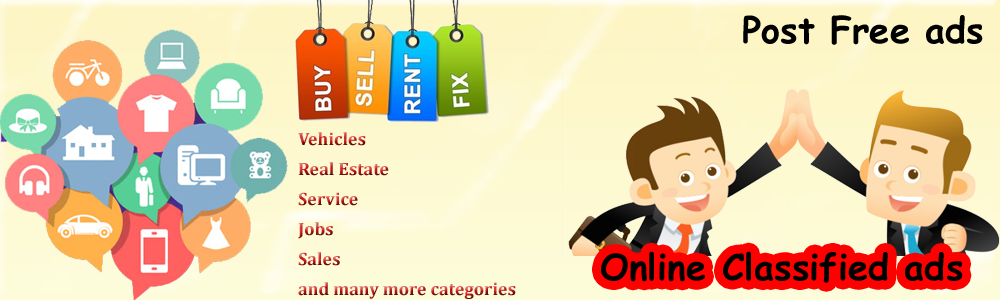 BUY
SELL
RENT
FIX
Post Free ads
Vehicles
Real Estate
Service
Jobs
Sales
and many more categories
Online Classified ads